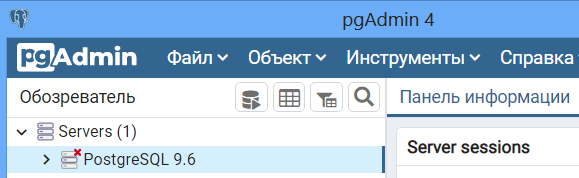 pgAdmin 4
pgAdmin Файл Объект Инструменты Справка
Обозреватель Панель информации
Servers (1)
Server sessions
PostgreSQL 9.6